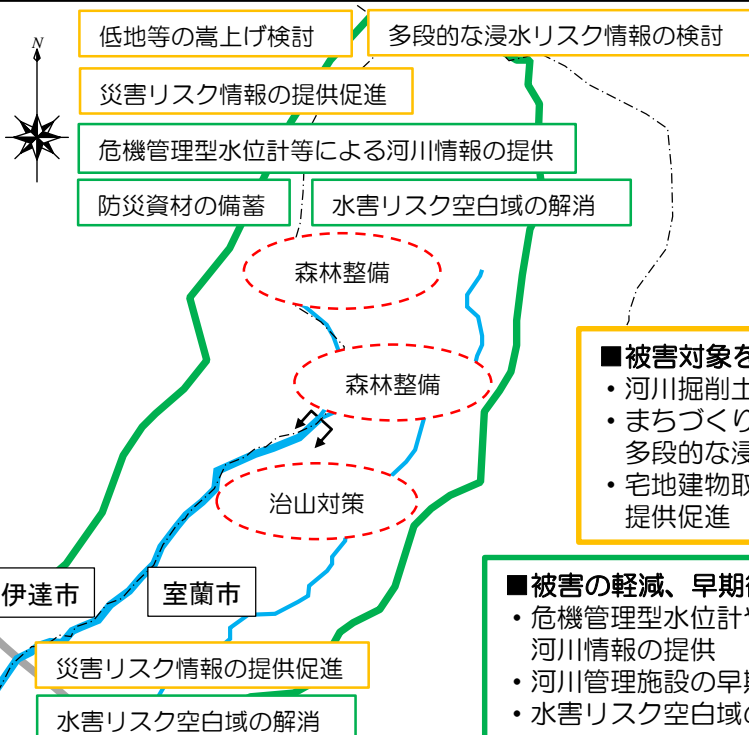 N
低地等の嵩上げ検討
多段的な浸水リスク情報の検討
災害リスク情報の提供促進
危機管理型水位計等による河川情報の提供
防災資材の備蓄
水害リスク空白域の解消
森林整備
森林整備
治山対策
伊達市
室蘭市
災害リスク情報の提供促進
水害リスク空白域の解消
■被害対象を
・河川掘削土
・まちづくり
多段的な浸
・宅地建物取
提供促進
■被害の軽減、早期
・危機管理型水位計
河川情報の提供
・河川管理施設の早期
・水害リスク空白域の